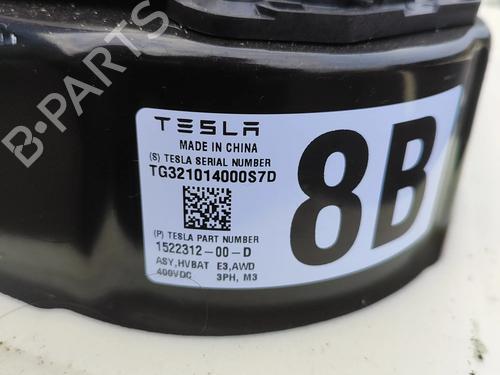 B-PARTS
TESLA
MADE IN CHINA
(S) TESLA SERIAL NUMBER
TG321014000S7D
(P) TESLA PART NUMBER
1522312-00-D
ASY,HVBAT E3,AWD
400VDC 3PH, M3
8B